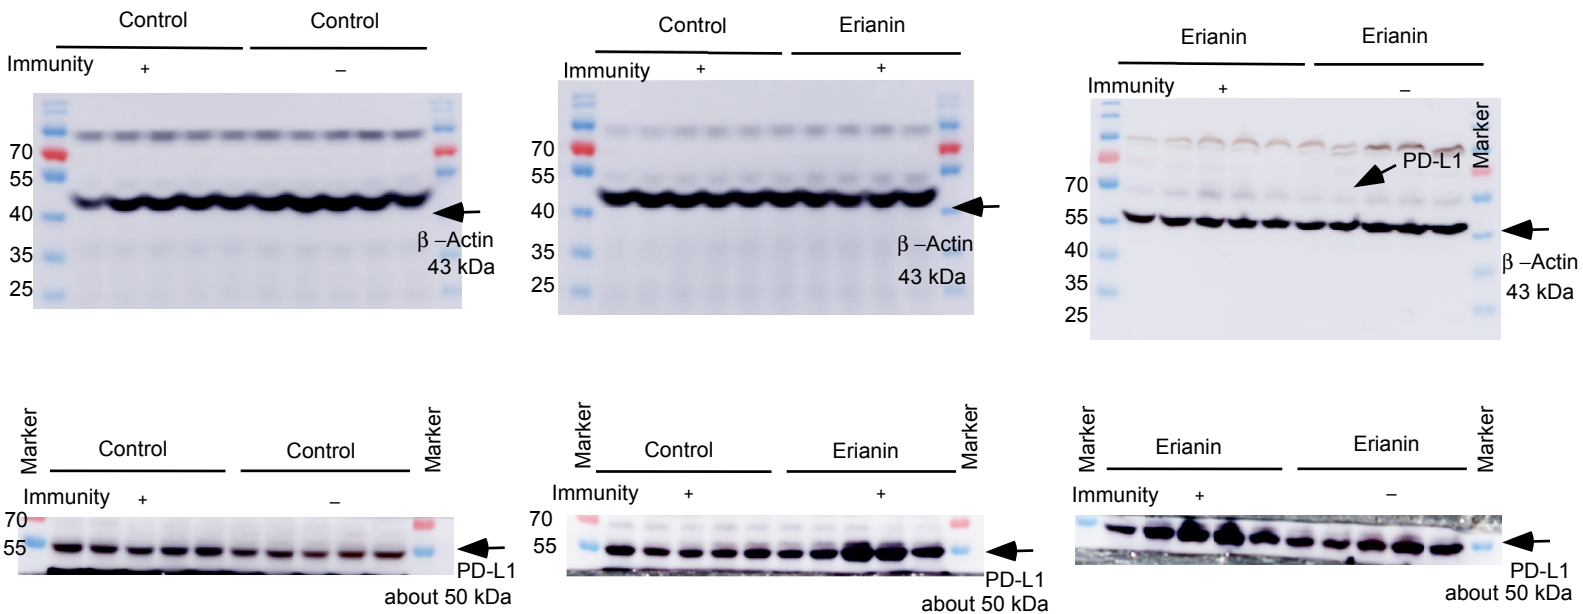 Control Control
Immunity + –
70
55
40
35
25
β –Actin
43 kDa
Control Erianin
Immunity + +
70
55
40
35
25
β –Actin
43 kDa
Erianin Erianin
Immunity + –
Marker
PD-L1
70
55
40
35
25
β –Actin
43 kDa
Marker
Control Control
Marker
Immunity + –
70
55
PD-L1
about 50 kDa
Marker
Control Erianin
Marker
Immunity + +
70
55
PD-L1
about 50 kDa
Marker
Erianin Erianin
Marker
Immunity + –
PD-L1
about 50 kDa